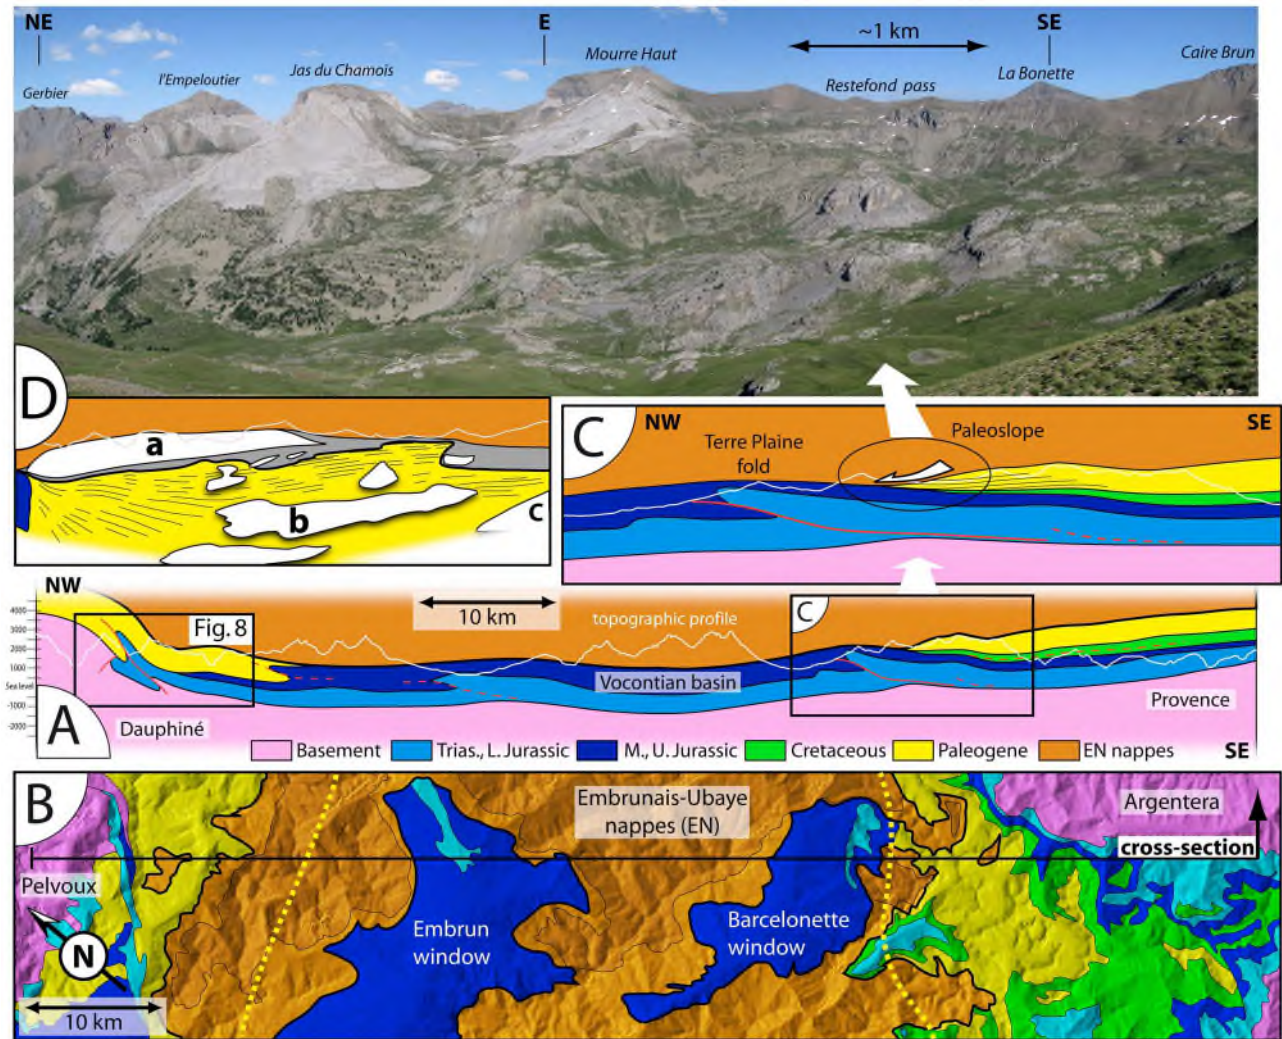 NE
E
SE
~1 km
Mourre Haut
Jas du Chamois
l'Empeloutier
Gerbier
Restefond pass
La Bonette
Caire Brun
D
a
b
c
C
NW
SE
Terre Plaine
fold
Paleoslope
NW
4000
3000
2000
1000
Sea level
-1000
-2000
A
Fig. 8
10 km
topographic profile
C
Vocontian basin
Dauphiné
Provence
SE
Basement
Trias., L. Jurassic
M., U. Jurassic
Cretaceous
Paleogene
EN nappes
B
Embrunais-Ubaye
nappes (EN)
Argentera
cross-section
Pelvoux
N
Embrun
window
Barcelonette
window
10 km